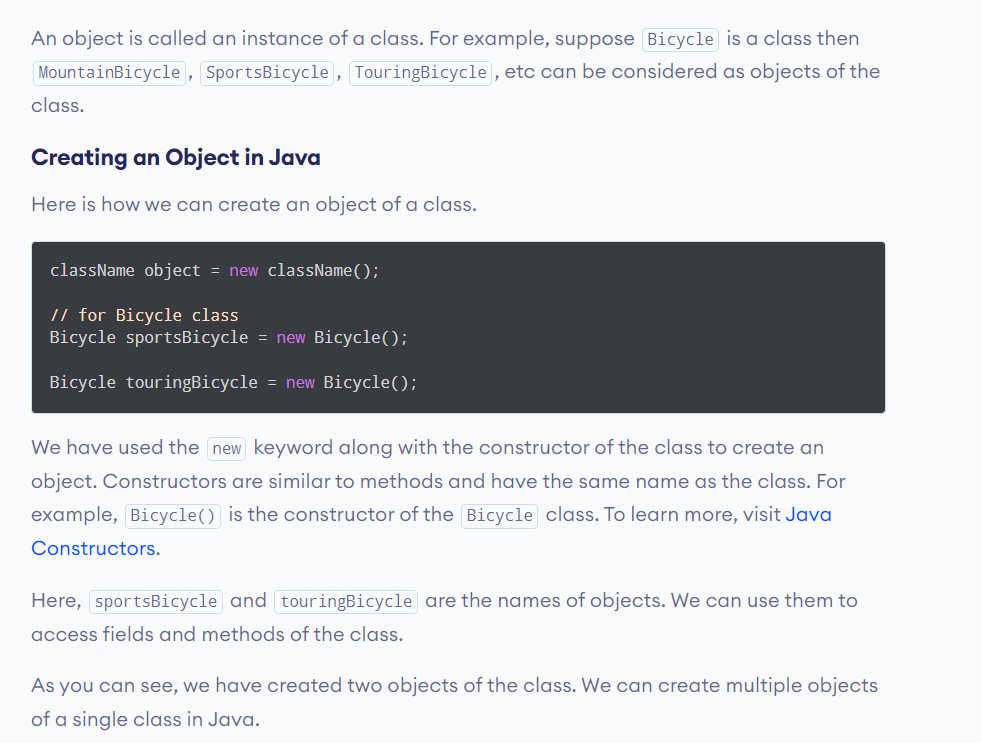 An object is called an instance of a class. For example, suppose Bicycle is a class then
MountainBicycle, SportsBicycle, TouringBicycle, etc can be considered as objects of the
class.
Creating an Object in Java
Here is how we can create an object of a class.
className object = new className();
// for Bicycle class
Bicycle sportsBicycle = new Bicycle();
Bicycle touringBicycle = new Bicycle();
We have used the new keyword along with the constructor of the class to create an
object. Constructors are similar to methods and have the same name as the class. For
example, Bicycle() is the constructor of the Bicycle class. To learn more, visit Java
Constructors.
Here, sportsBicycle and touringBicycle are the names of objects. We can use them to
access fields and methods of the class.
As you can see, we have created two objects of the class. We can create multiple objects
of a single class in Java.